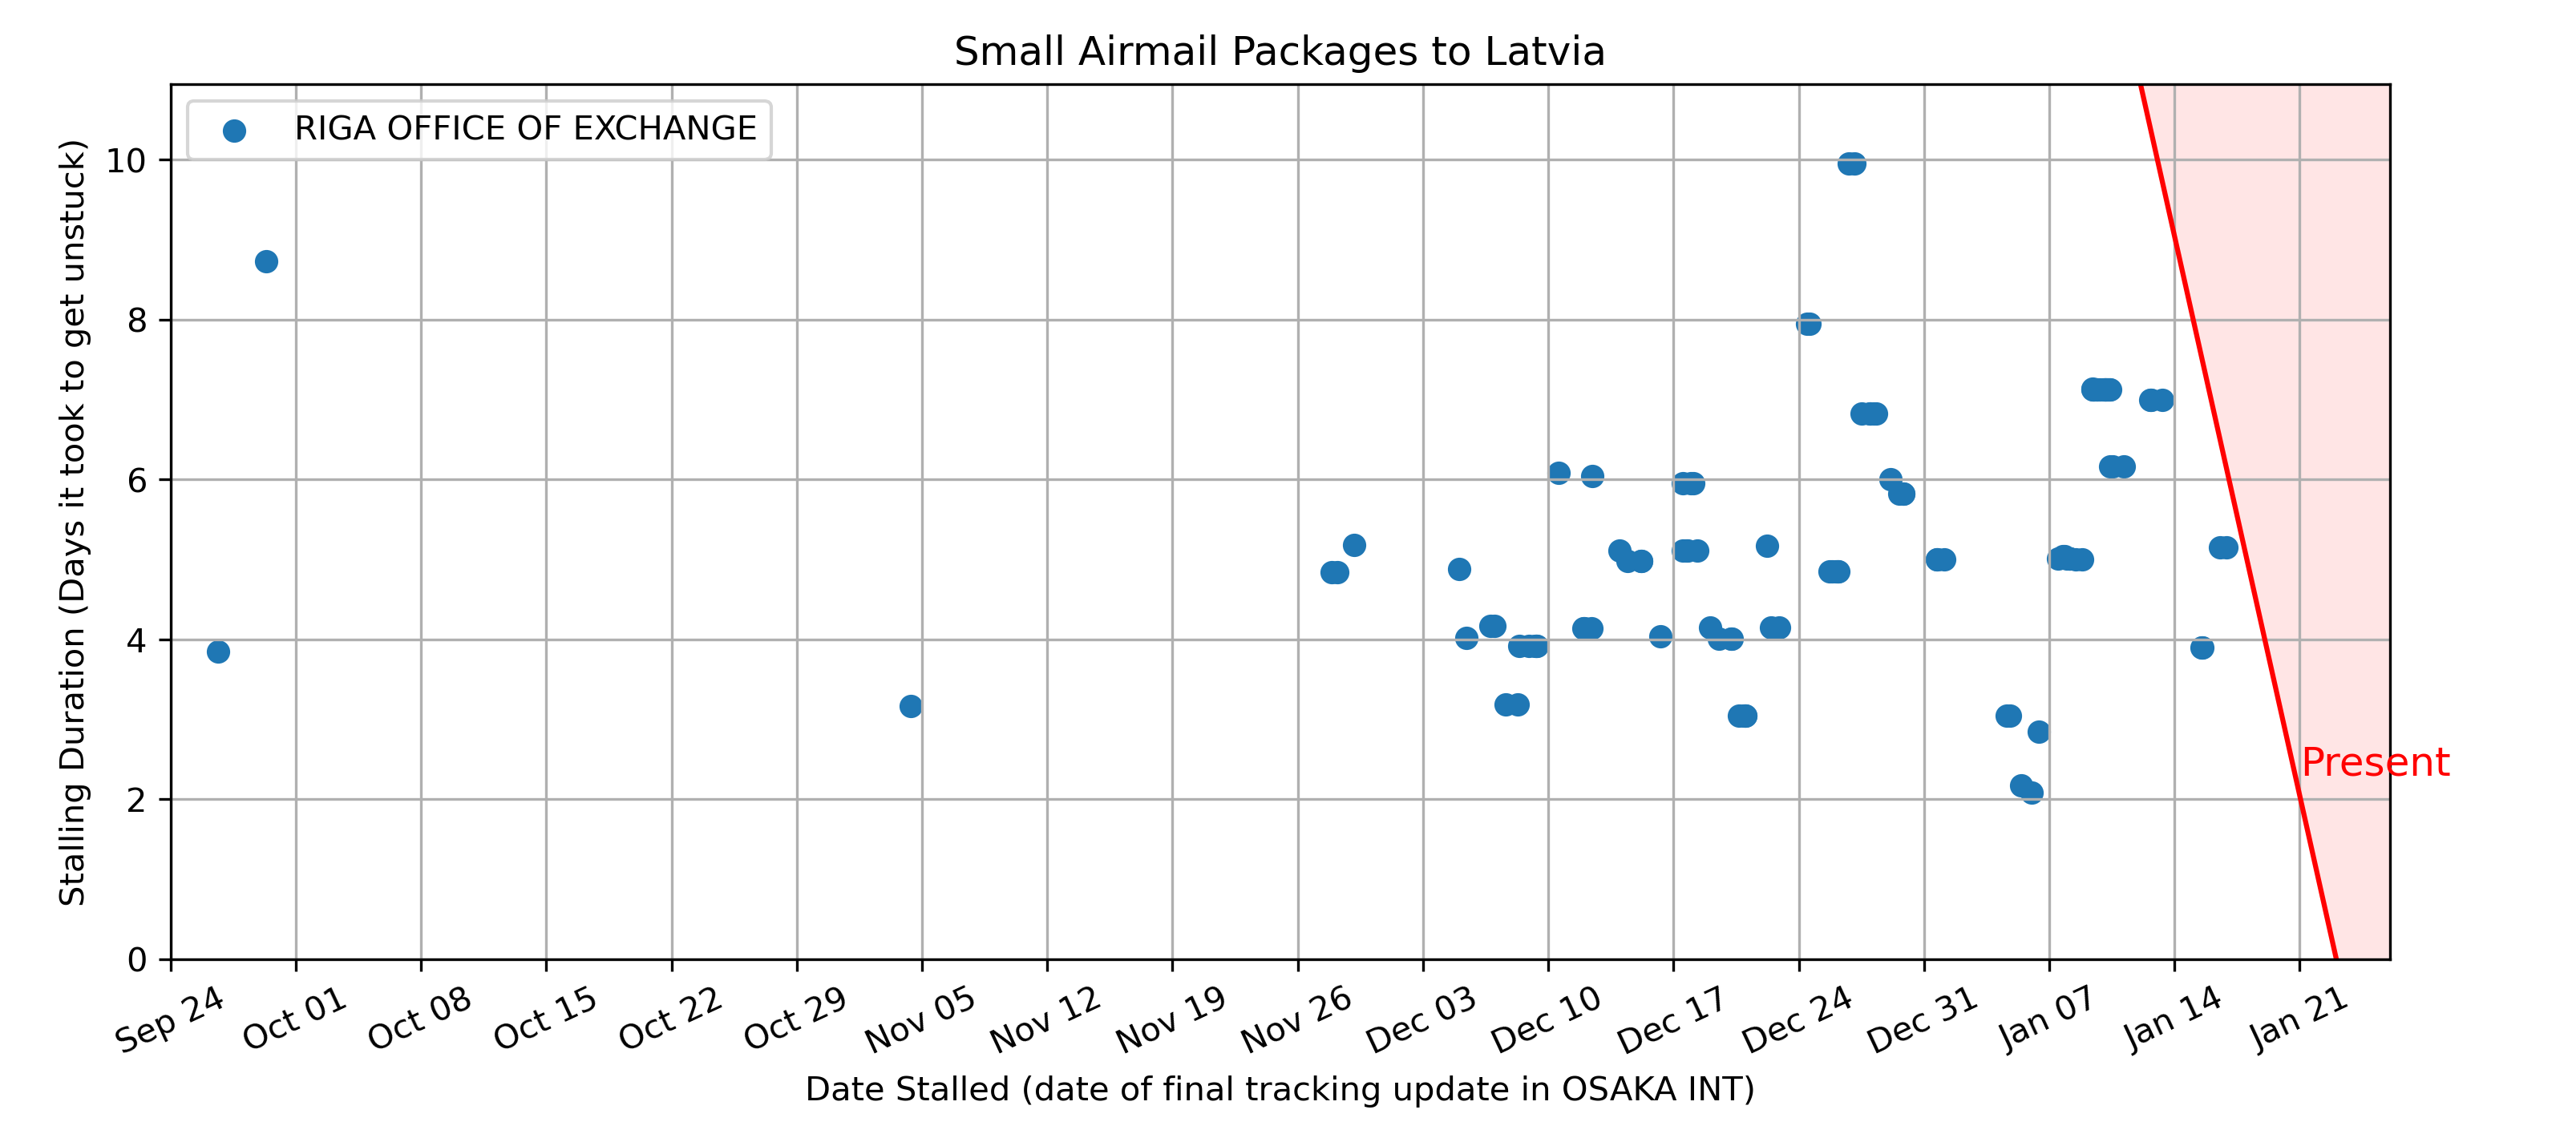 Small Airmail Packages to Latvia
RIGA OFFICE OF EXCHANGE
Stalling Duration (Days it took to get unstuck)
10
8
6
4
2
0
Present
Sep 24
Oct 01
Oct 08
Oct 15
Oct 22
Oct 29
Nov 05
Nov 12
Nov 19
Nov 26
Dec 03
Dec 10
Dec 17
Dec 24
Dec 31
Jan 07
Jan 14
Jan 21
Date Stalled (date of final tracking update in OSAKA INT)